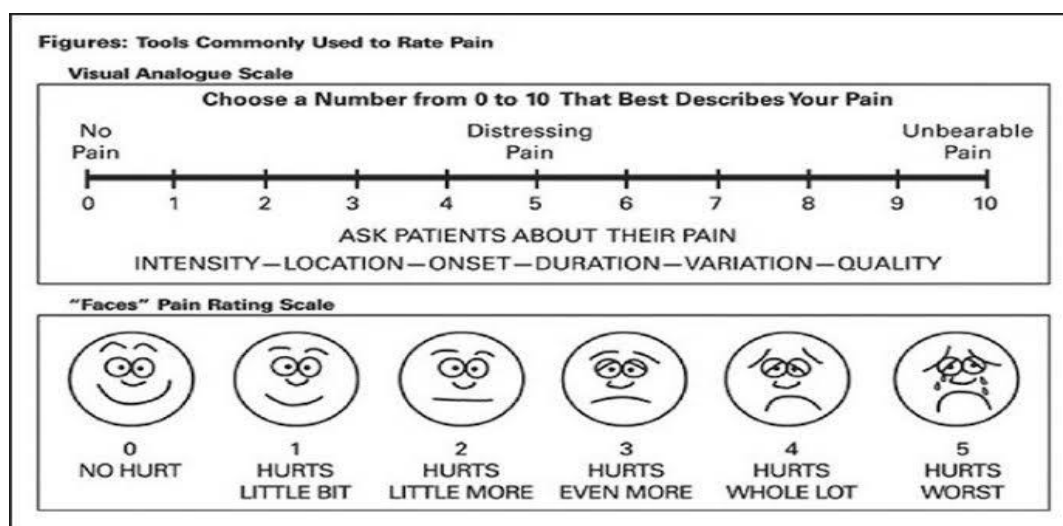 Figures: Tools Commonly Used to Rate Pain
Visual Analogue Scale
Choose a Number from 0 to 10 That Best Describes Your Pain
No Pain
Distressing Pain
Unbearable Pain
0 1 2 3 4 5 6 7 8 9 10
ASK PATIENTS ABOUT THEIR PAIN
INTENSITY—LOCATION—ONSET—DURATION—VARIATION—QUALITY
"Faces" Pain Rating Scale
0
NO HURT
1
HURTS
LITTLE BIT
2
HURTS
LITTLE MORE
3
HURTS
EVEN MORE
4
HURTS
WHOLE LOT
5
HURTS
WORST